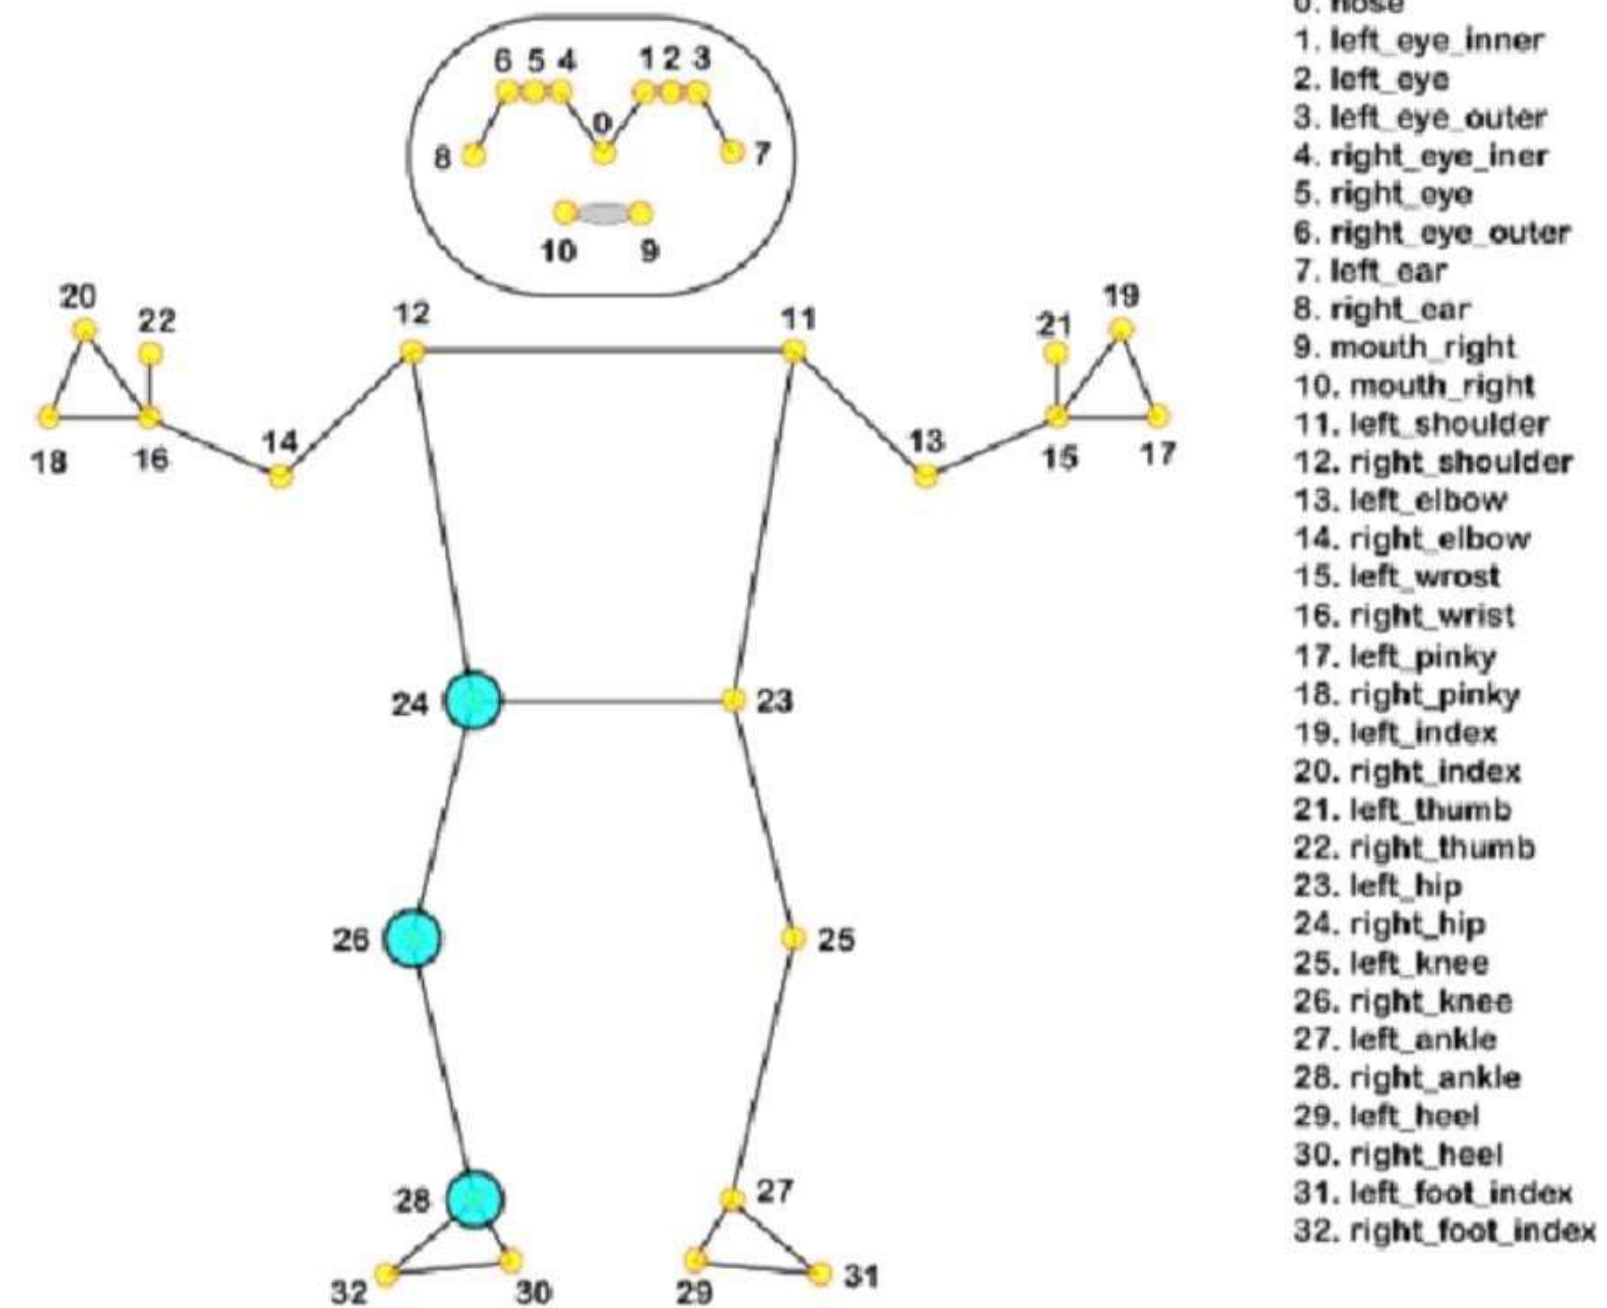 6 5 4 1 2 3
0
8 7
10 9
20 22 12 11 21 19
18 16 14 13 15 17
24 23
26 25
28 27
32 30 29 31
0. nose
1. left_eye_inner
2. left_eye
3. left_eye_outer
4. right_eye_iner
5. right_eye
6. right_eye_outer
7. left_ear
8. right_ear
9. mouth_right
10. mouth_right
11. left_shoulder
12. right_shoulder
13. left_elbow
14. right_elbow
15. left_wrost
16. right_wrist
17. left_pinky
18. right_pinky
19. left_index
20. right_index
21. left_thumb
22. right_thumb
23. left_hip
24. right_hip
25. left_knee
26. right_knee
27. left_ankle
28. right_ankle
29. left_heel
30. right_heel
31. left_foot_index
32. right_foot_index